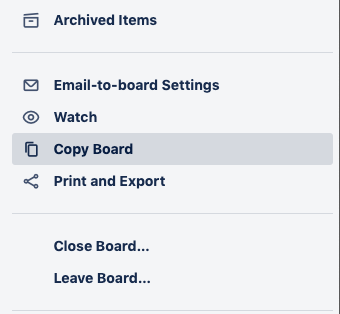 Archived Items
Email-to-board Settings
Watch
Copy Board
Print and Export
Close Board...
Leave Board...